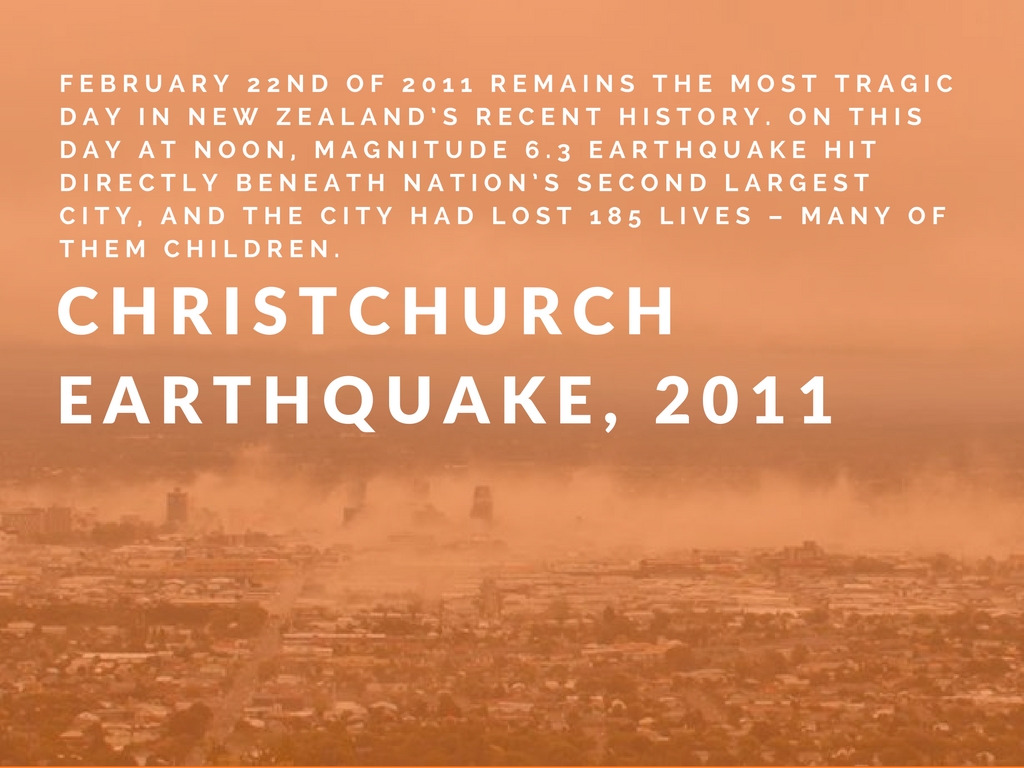 FEBRUARY 22ND OF 2011 REMAINS THE MOST TRAGIC
DAY IN NEW ZEALAND'S RECENT HISTORY. ON THIS
DAY AT NOON, MAGNITUDE 6.3 EARTHQUAKE HIT
DIRECTLY BENEATH NATION'S SECOND LARGEST
CITY, AND THE CITY HAD LOST 185 LIVES – MANY OF
THEM CHILDREN.
CHRISTCHURCH
EARTHQUAKE, 2011